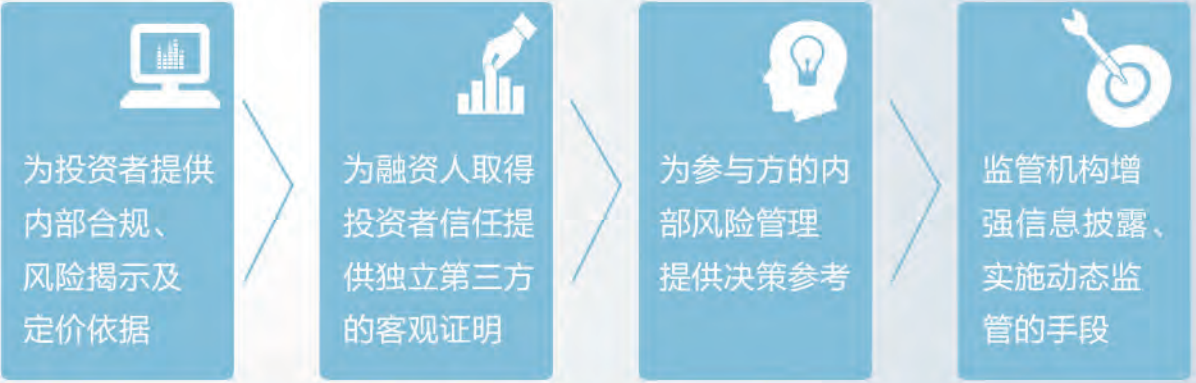 为投资者提供
内部合规、
风险揭示及
定价依据
为融资人取得
投资者信任提
供独立第三方
的客观证明
为参与方的内
部风险管理
提供决策参考
监管机构增
强信息披露、
实施动态监
管的手段